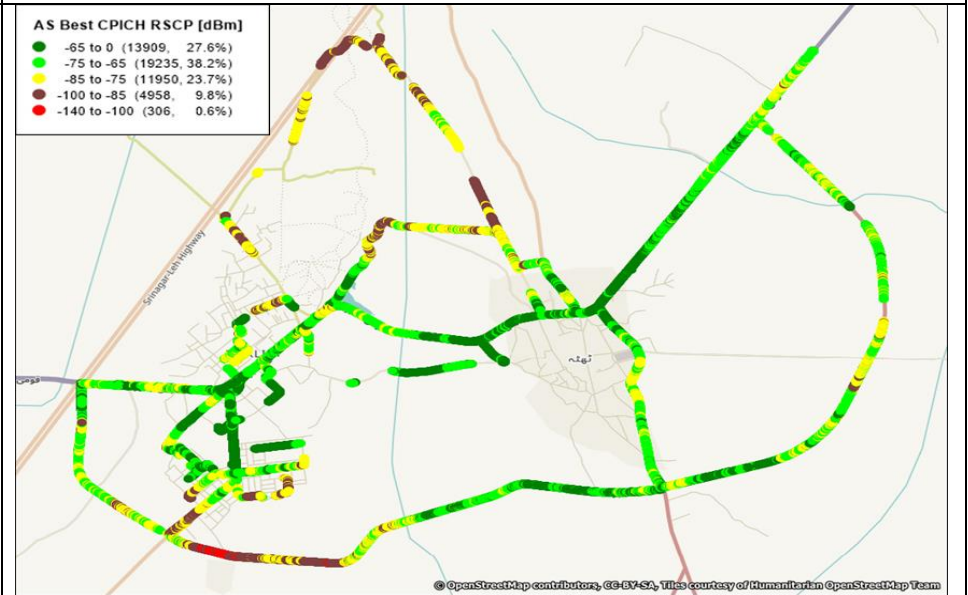 AS Best CPICH RSCP [dBm]
-65 to 0 (13909, 27.6%)
-75 to -65 (19235, 38.2%)
-85 to -75 (11950, 23.7%)
-100 to -85 (4958, 9.8%)
-140 to -100 (306, 0.6%)
Srinagar-Leh Highway
ٹھٹہ
© OpenStreetMap contributors, CC-BY-SA, Tiles courtesy of Humanitarian OpenStreetMap Team